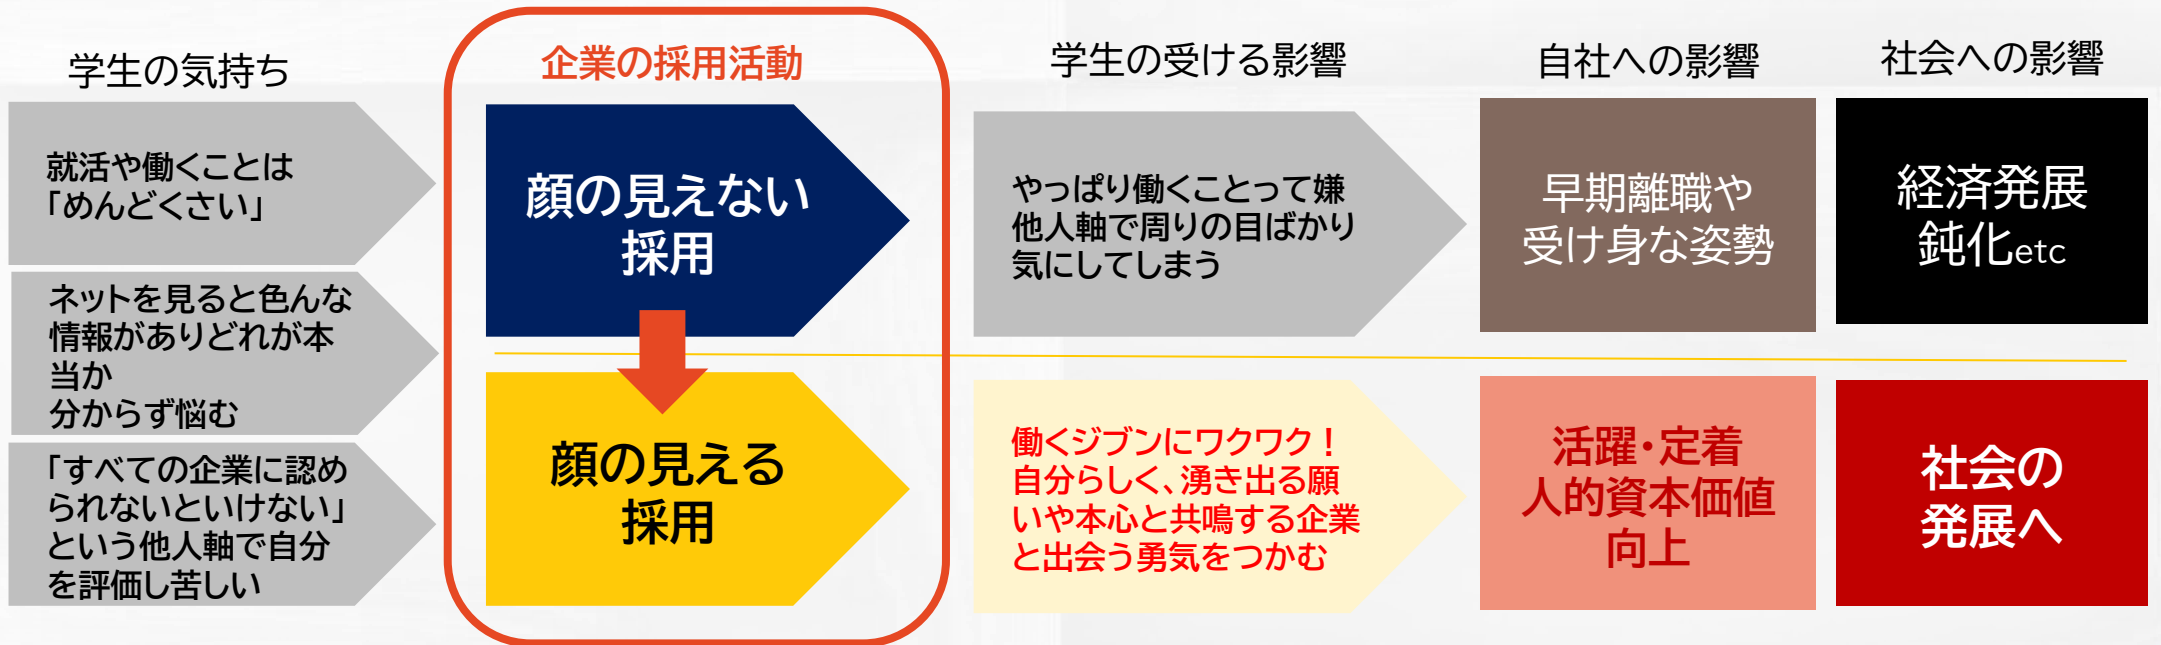 学生の気持ち
企業の採用活動
学生の受ける影響
自社への影響
社会への影響
就活や働くことは
「めんどくさい」
ネットを見ると色んな
情報がありどれが本
当か
分からず悩む
「すべての企業に認め
られないといけない」
という他人軸で自分
を評価し苦しい
顔の見えない
採用
やっぱり働くことって嫌
他人軸で周りの目ばかり
気にしてしまう
早期離職や
受け身な姿勢
経済発展
鈍化etc
顔の見える
採用
働くジブンにワクワク！
自分らしく、湧き出る願
いや本心と共鳴する企業
と出会う勇気をつかむ
活躍・定着
人的資本価値
向上
社会の
発展へ